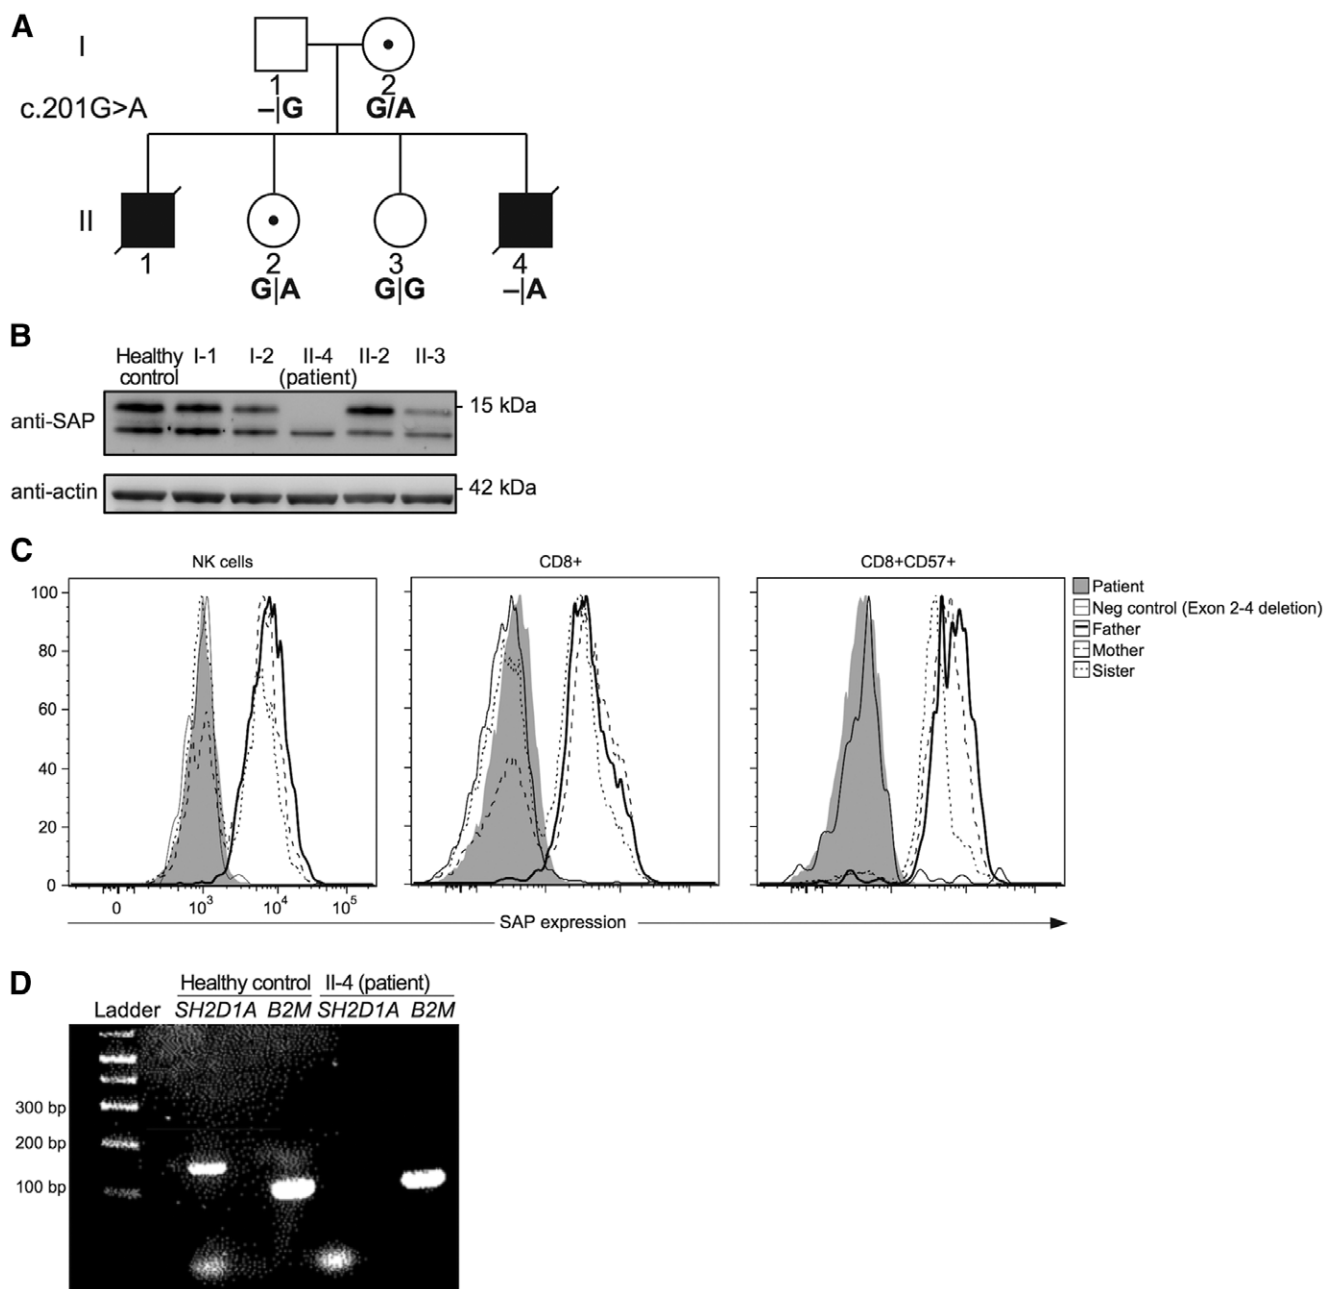 A
I
1
2
c.201G>A
–|G
G/A
II
1
2
3
4
G|A
G|G
–|A
B
Healthy control
I-1
I-2
II-4 (patient)
II-2
II-3
anti-SAP
15 kDa
anti-actin
42 kDa
C
NK cells
CD8+
CD8+CD57+
100
80
60
40
20
0
0
10³
10⁴
10⁵
SAP expression
Patient
Neg control (Exon 2-4 deletion)
Father
Mother
Sister
D
Healthy control
II-4 (patient)
Ladder
SH2D1A
B2M
SH2D1A
B2M
300 bp
200 bp
100 bp